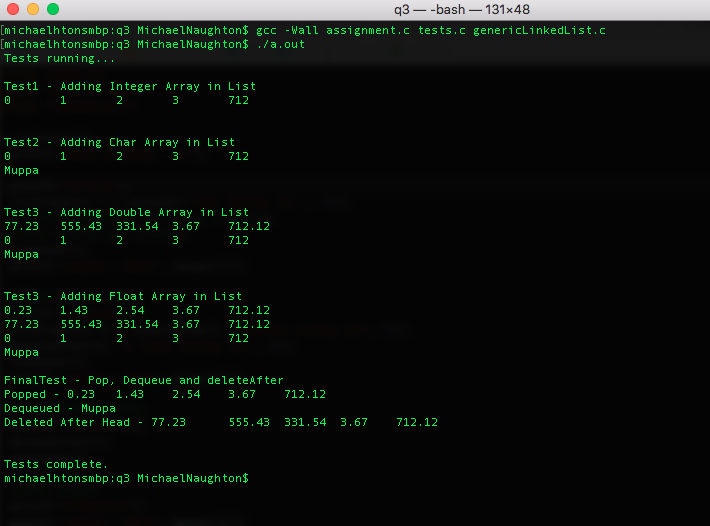 q3 — -bash — 131×48
[michaelhtonsmbp:q3 MichaelNaughton$ gcc -Wall assignment.c tests.c genericLinkedList.c
[michaelhtonsmbp:q3 MichaelNaughton$ ./a.out
Tests running...
Test1 - Adding Integer Array in List
0 1 2 3 712
Test2 - Adding Char Array in List
0 1 2 3 712
Muppa
Test3 - Adding Double Array in List
77.23 555.43 331.54 3.67 712.12
0 1 2 3 712
Muppa
Test3 - Adding Float Array in List
0.23 1.43 2.54 3.67 712.12
77.23 555.43 331.54 3.67 712.12
0 1 2 3 712
Muppa
FinalTest - Pop, Dequeue and deleteAfter
Popped - 0.23 1.43 2.54 3.67 712.12
Dequeued - Muppa
Deleted After Head - 77.23 555.43 331.54 3.67 712.12
Tests complete.
michaelhtonsmbp:q3 MichaelNaughton$